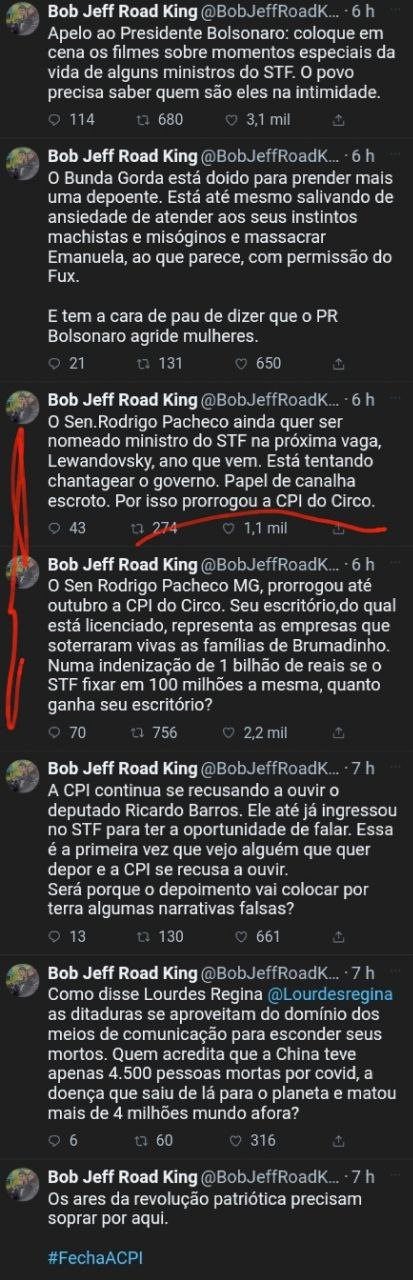 Bob Jeff Road King @BobJeffRoadK... · 6 h
Apelo ao Presidente Bolsonaro: coloque em
cena os filmes sobre momentos especiais da
vida de alguns ministros do STF. O povo
precisa saber quem são eles na intimidade.
114 680 3,1 mil
Bob Jeff Road King @BobJeffRoadK... · 6 h
O Bunda Gorda está doido para prender mais
uma depoente. Está até mesmo salivando de
ansiedade de atender aos seus instintos
machistas e misóginos e massacrar
Emanuela, ao que parece, com permissão do
Fux.
E tem a cara de pau de dizer que o PR
Bolsonaro agride mulheres.
21 131 650
Bob Jeff Road King @BobJeffRoadK... · 6 h
O Sen.Rodrigo Pacheco ainda quer ser
nomeado ministro do STF na próxima vaga,
Lewandovsky, ano que vem. Está tentando
chantagear o governo. Papel de canalha
escroto. Por isso prorrogou a CPI do Circo.
43 274 1,1 mil
Bob Jeff Road King @BobJeffRoadK... · 6 h
O Sen Rodrigo Pacheco MG, prorrogou até
outubro a CPI do Circo. Seu escritório,do qual
está licenciado, representa as empresas que
soterraram vivas as famílias de Brumadinho.
Numa indenização de 1 bilhão de reais se o
STF fixar em 100 milhões a mesma, quanto
ganha seu escritório?
70 756 2,2 mil
Bob Jeff Road King @BobJeffRoadK... · 7 h
A CPI continua se recusando a ouvir o
deputado Ricardo Barros. Ele até já ingressou
no STF para ter a oportunidade de falar. Essa
é a primeira vez que vejo alguém que quer
depor e a CPI se recusa a ouvir.
Será porque o depoimento vai colocar por
terra algumas narrativas falsas?
13 130 661
Bob Jeff Road King @BobJeffRoadK... · 7 h
Como disse Lourdes Regina @Lourdesregina
as ditaduras se aproveitam do domínio dos
meios de comunicação para esconder seus
mortos. Quem acredita que a China teve
apenas 4.500 pessoas mortas por covid, a
doença que saiu de lá para o planeta e matou
mais de 4 milhões mundo afora?
6 60 316
Bob Jeff Road King @BobJeffRoadK... · 7 h
Os ares da revolução patriótica precisam
soprar por aqui.
#FechaACPI